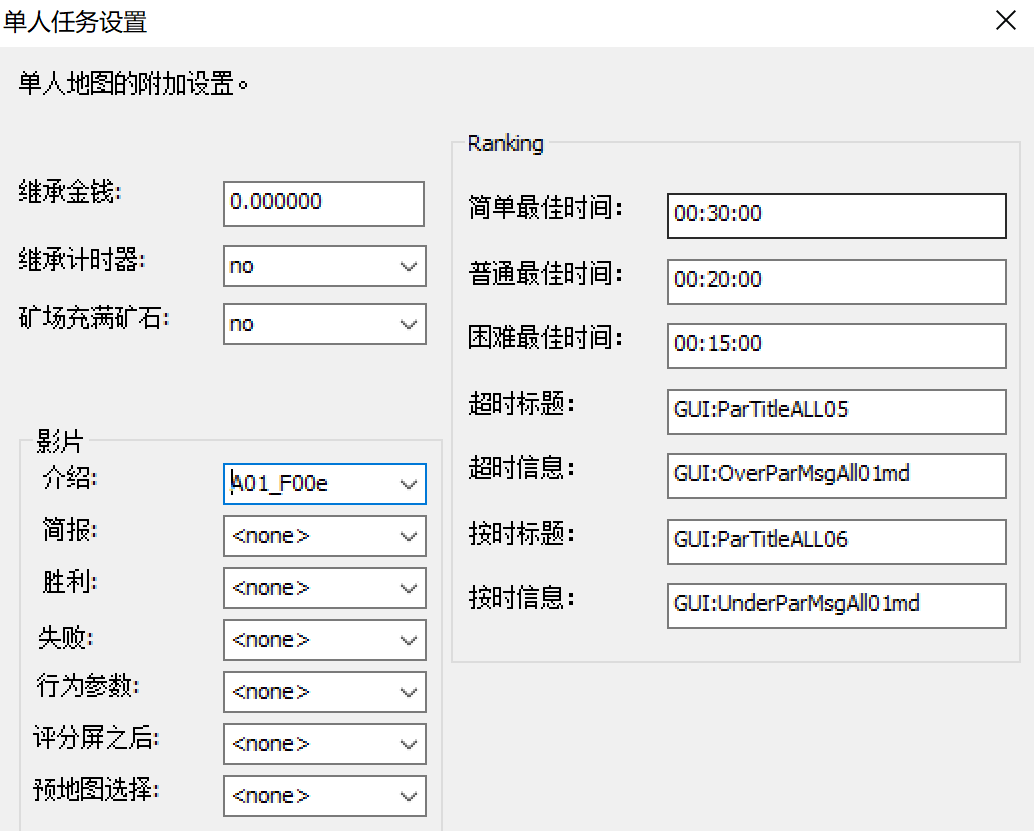 单人任务设置
单人地图的附加设置。
继承金钱: 0.000000
继承计时器: no
矿场充满矿石: no
影片
介绍: A01_F00e
简报: <none>
胜利: <none>
失败: <none>
行为参数: <none>
评分屏之后: <none>
预地图选择: <none>
Ranking
简单最佳时间: 00:30:00
普通最佳时间: 00:20:00
困难最佳时间: 00:15:00
超时标题: GUI:ParTitleALL05
超时信息: GUI:OverParMsgAll01md
按时标题: GUI:ParTitleALL06
按时信息: GUI:UnderParMsgAll01md